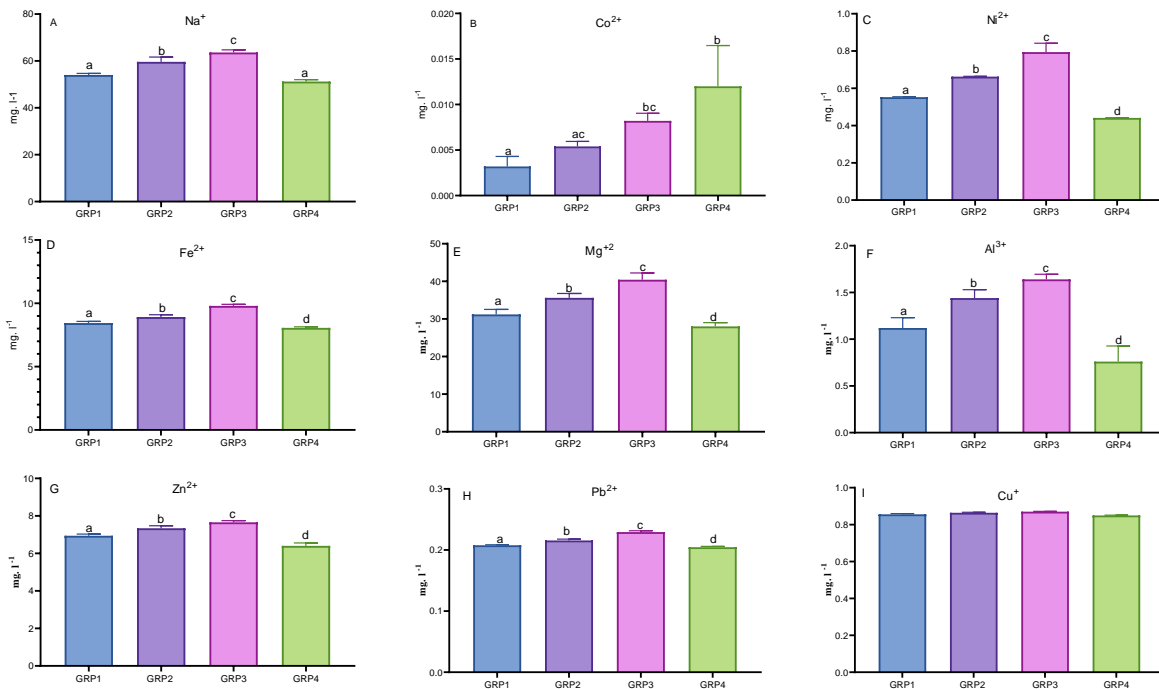 A
Na⁺
mg. l-1
80
60
40
20
0
a
b
c
a
GRP1 GRP2 GRP3 GRP4
B
Co²⁺
mg. l⁻¹
0.020
0.015
0.010
0.005
0.000
a
ac
bc
b
GRP1 GRP2 GRP3 GRP4
C
Ni²⁺
mg. l⁻¹
1.0
0.8
0.6
0.4
0.2
0.0
a
b
c
d
GRP1 GRP2 GRP3 GRP4
D
Fe²⁺
mg. l⁻¹
15
10
5
0
a
b
c
d
GRP1 GRP2 GRP3 GRP4
E
Mg⁺²
mg. l⁻¹
50
40
30
20
10
0
a
b
c
d
GRP1 GRP2 GRP3 GRP4
F
Al³⁺
mg. l⁻¹
2.0
1.5
1.0
0.5
0.0
a
b
c
d
GRP1 GRP2 GRP3 GRP4
G
Zn²⁺
mg. l⁻¹
10
8
6
4
2
0
a
b
c
d
GRP1 GRP2 GRP3 GRP4
H
Pb²⁺
mg. l⁻¹
0.3
0.2
0.1
0.0
a
b
c
d
GRP1 GRP2 GRP3 GRP4
I
Cu⁺
mg. l⁻¹
1.0
0.8
0.6
0.4
0.2
0.0
GRP1 GRP2 GRP3 GRP4